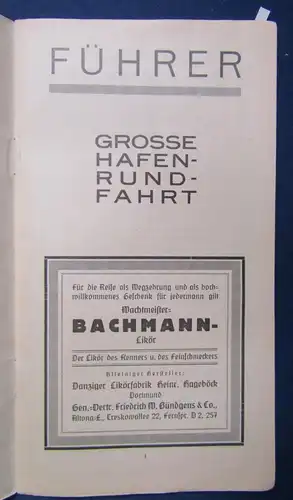 FÜHRER
GROSSE
HAFEN-
RUND-
FAHRT
Für die Reise als Wegzehrung und als hoch-
willkommenes Geschenk für jedermann gilt
Wachtmeister-
BACHMANN-
Likör
Der Likör des Kenners u. des Feinschmeckers
Alleiniger Hersteller:
Danziger Likörfabrik Heinr. Hageböck
Dortmund
Gen.-Vertr. Friedrich W. Bündgens & Co.,
Altona-E., Treskowallee 22, Fernspr. D 2, 257
1